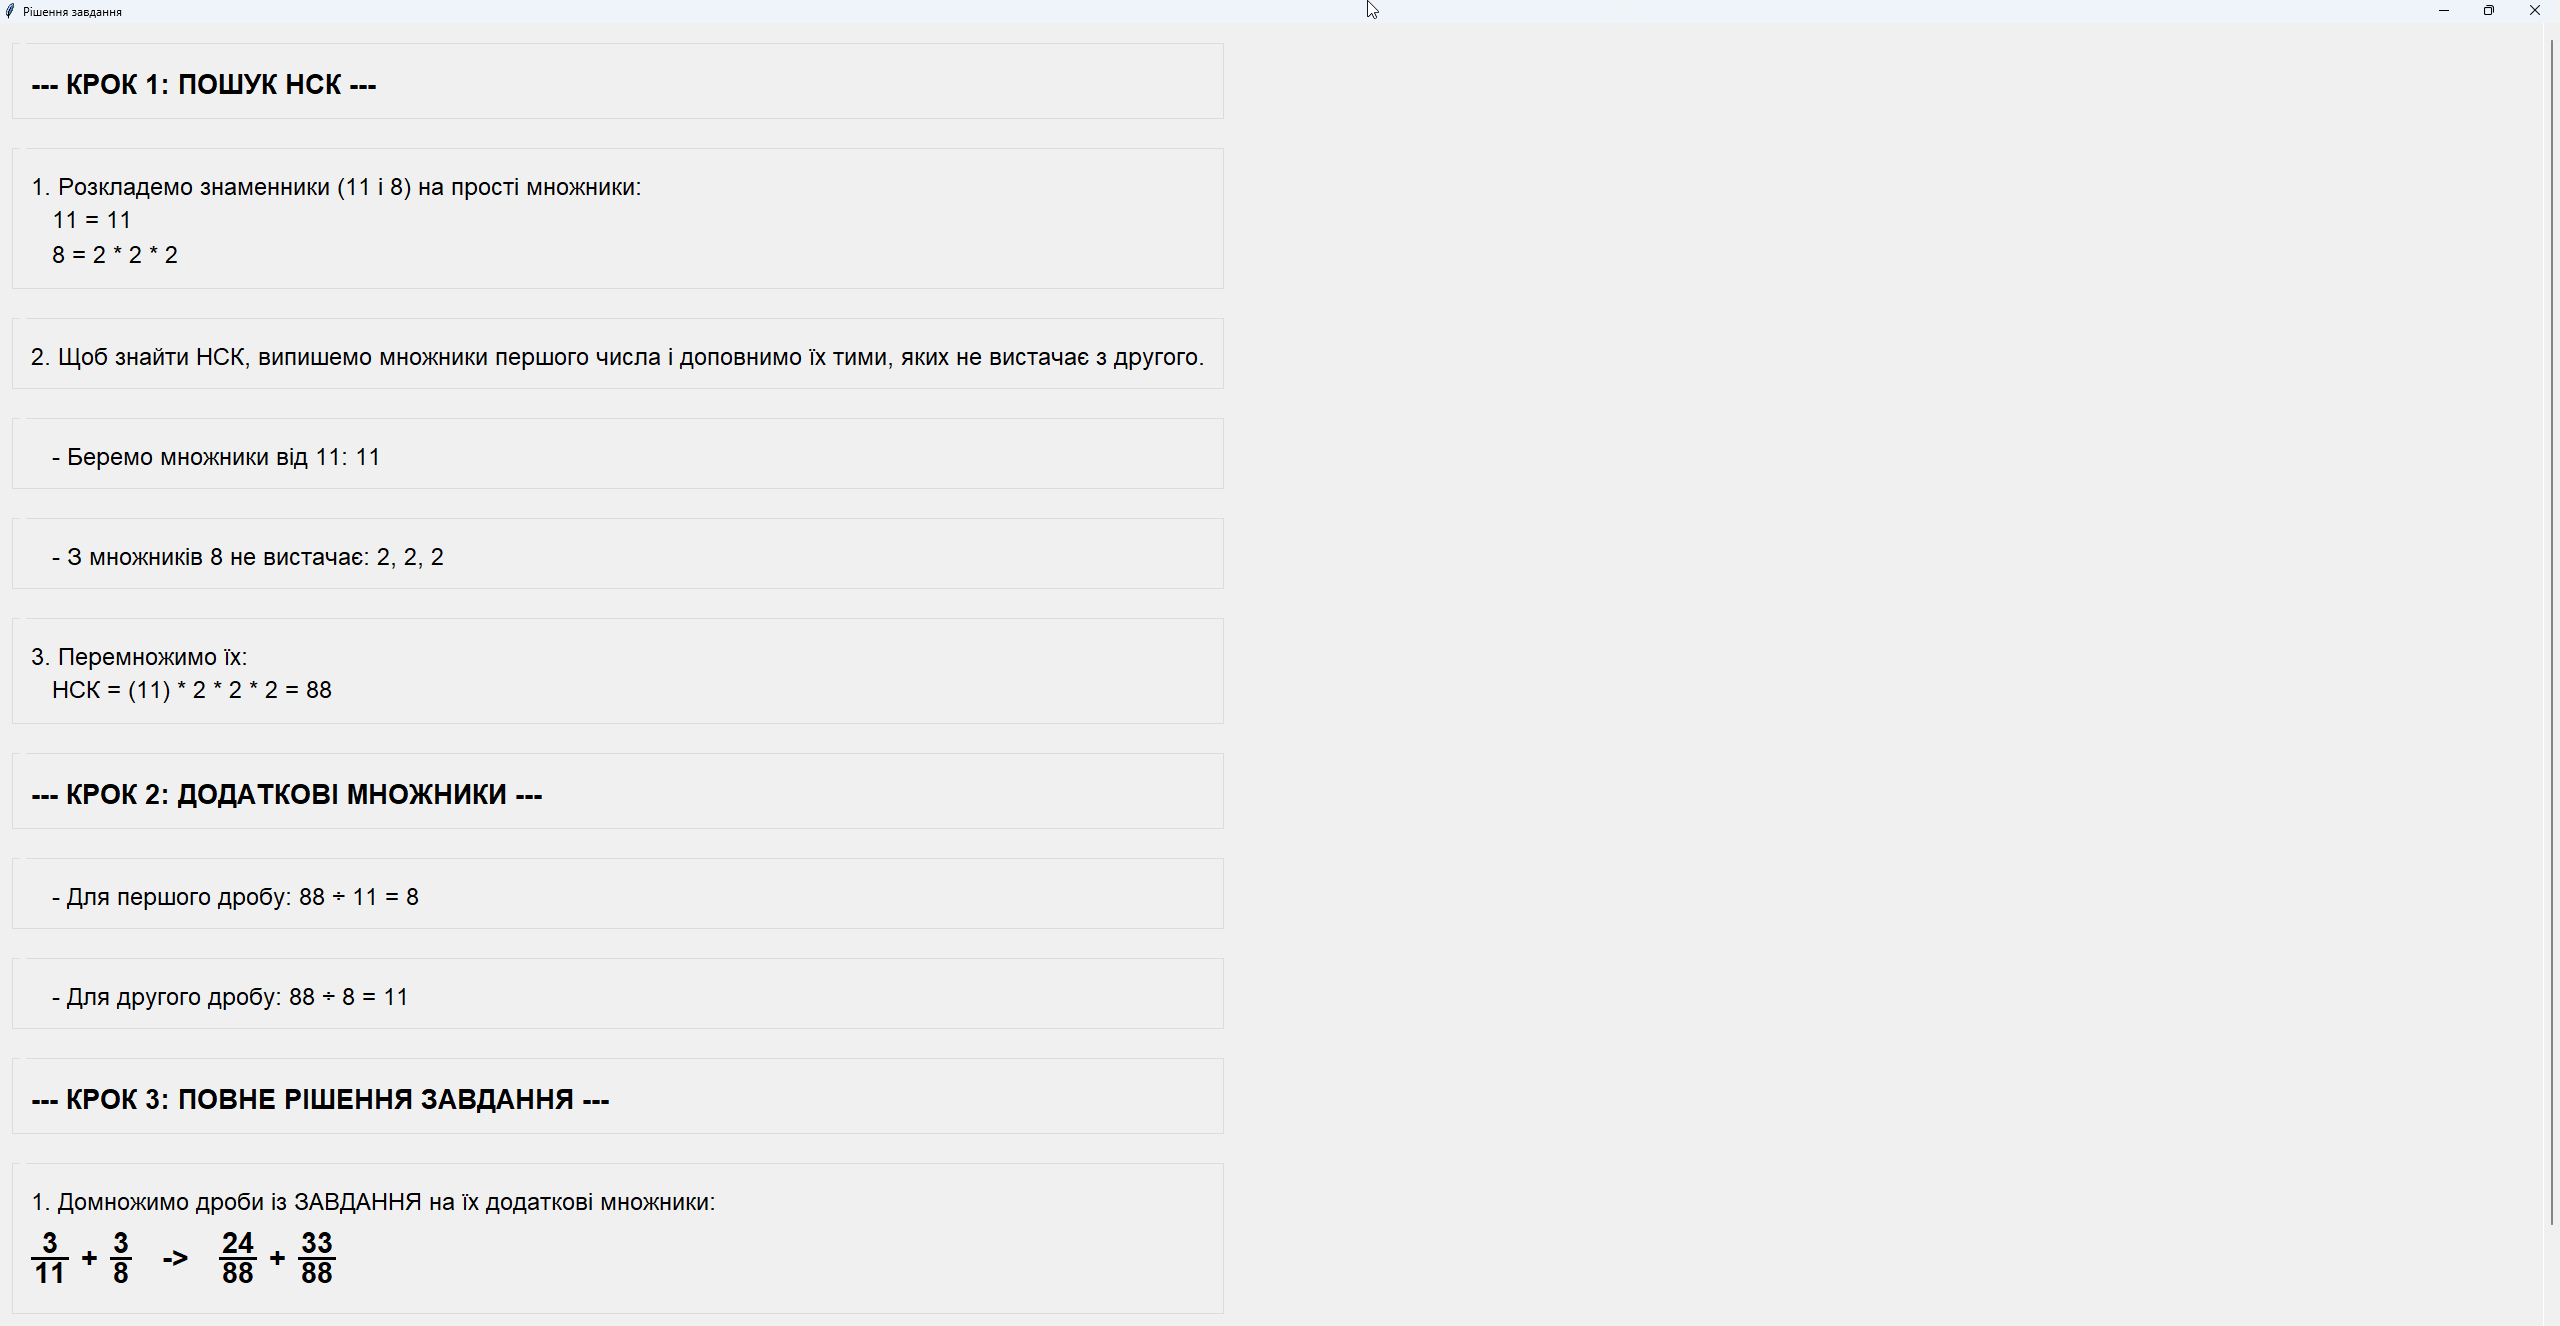 Рішення завдання
--- КРОК 1: ПОШУК НСК ---
1. Розкладемо знаменники (11 і 8) на прості множники:
11 = 11
8 = 2 * 2 * 2
2. Щоб знайти НСК, випишемо множники першого числа і доповнимо їх тими, яких не вистачає з другого.
- Беремо множники від 11: 11
- З множників 8 не вистачає: 2, 2, 2
3. Перемножимо їх:
НСК = (11) * 2 * 2 * 2 = 88
--- КРОК 2: ДОДАТКОВІ МНОЖНИКИ ---
- Для першого дробу: 88 ÷ 11 = 8
- Для другого дробу: 88 ÷ 8 = 11
--- КРОК 3: ПОВНЕ РІШЕННЯ ЗАВДАННЯ ---
1. Домножимо дроби із ЗАВДАННЯ на їх додаткові множники:
3/11 + 3/8 -> 24/88 + 33/88